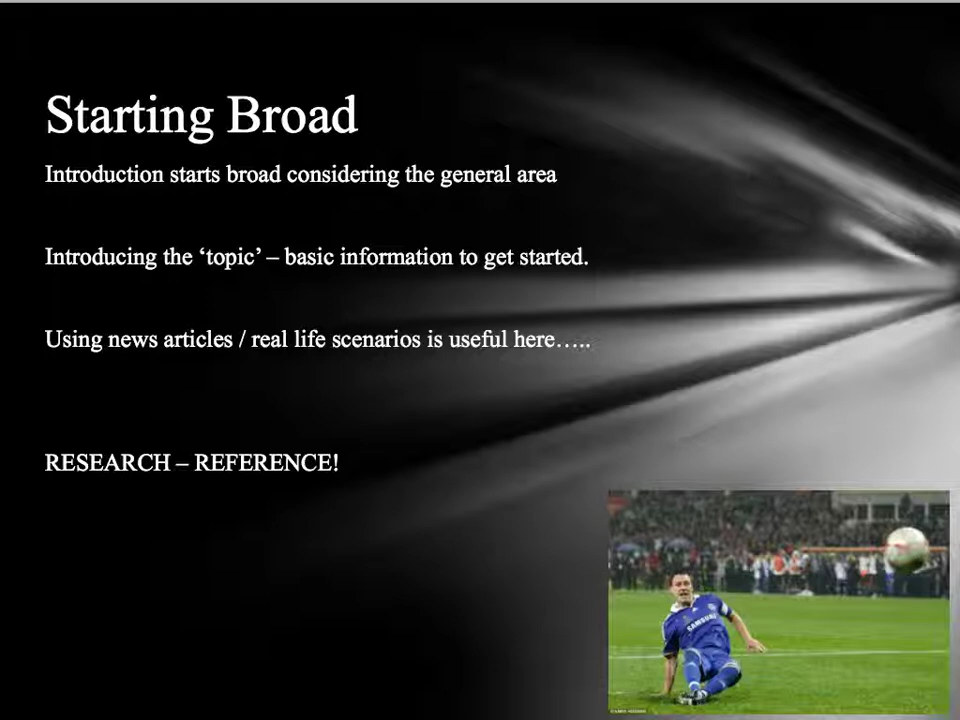 Starting Broad
Introduction starts broad considering the general area
Introducing the ‘topic’ – basic information to get started.
Using news articles / real life scenarios is useful here…..
RESEARCH – REFERENCE!
SAMSUNG